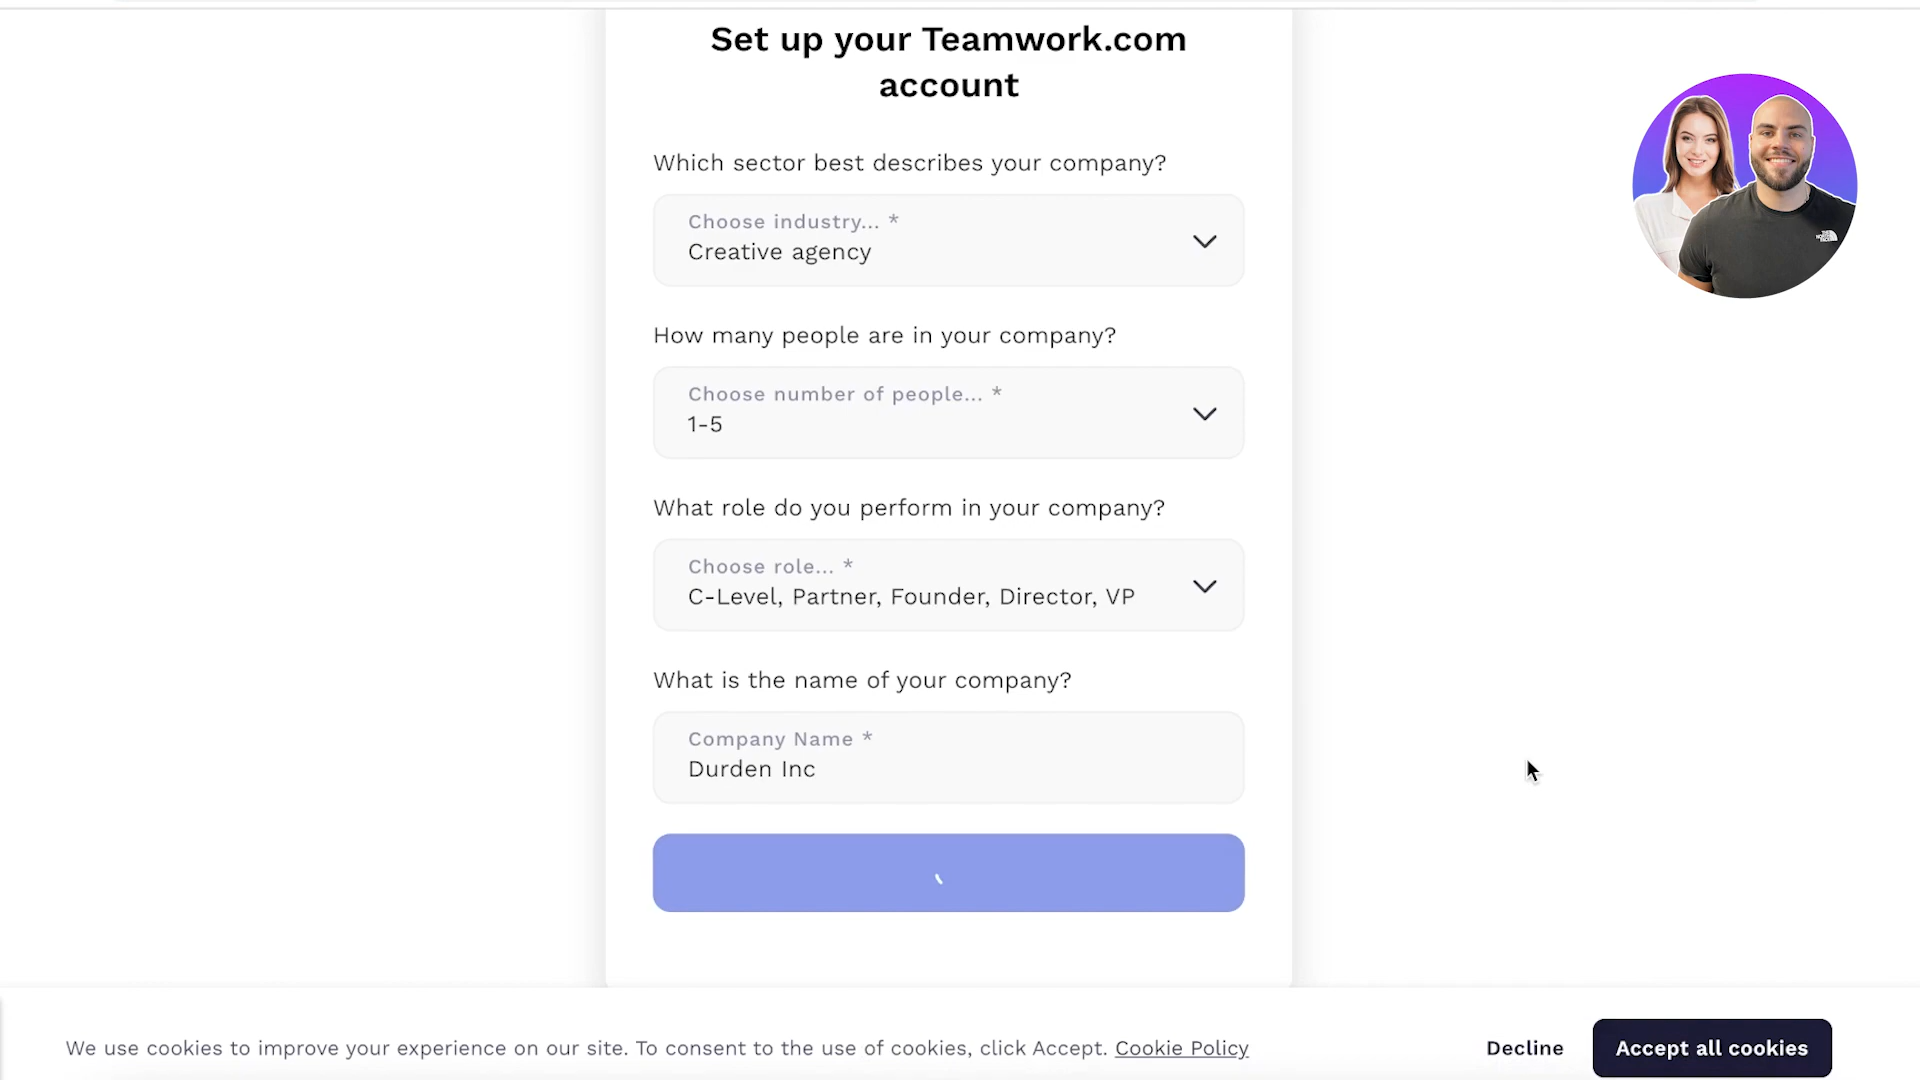 Set up your Teamwork.com
account
Which sector best describes your company?
Choose industry... *
Creative agency
How many people are in your company?
Choose number of people... *
1-5
What role do you perform in your company?
Choose role... *
C-Level, Partner, Founder, Director, VP
What is the name of your company?
Company Name *
Durden Inc
We use cookies to improve your experience on our site. To consent to the use of cookies, click Accept. Cookie Policy
Decline
Accept all cookies